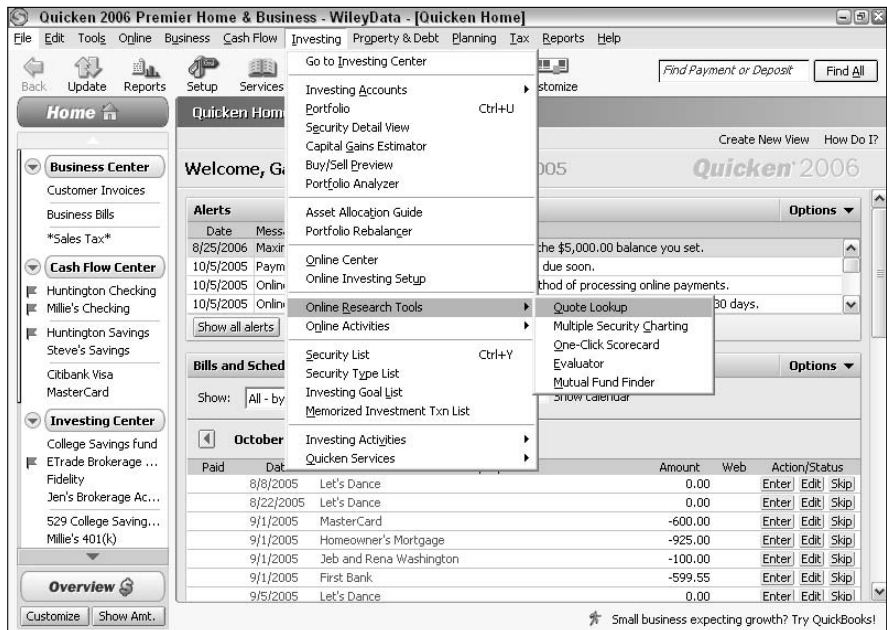 Quicken 2006 Premier Home & Business - WileyData - [Quicken Home]
File Edit Tools Online Business Cash Flow Investing Property & Debt Planning Tax Reports Help
Back Update Reports Setup Services stomize Find Payment or Deposit Find All
Home
Quicken Hom
Create New View How Do I?
Welcome, Ga 005 Quicken 2006
Business Center
Customer Invoices
Business Bills
*Sales Tax*
Cash Flow Center
Huntington Checking
Millie's Checking
Huntington Savings
Steve's Savings
Citibank Visa
MasterCard
Investing Center
College Savings fund
ETrade Brokerage ...
Fidelity
Jen's Brokerage Ac...
529 College Saving...
Millie's 401(k)
Overview
Customize Show Amt.
Go to Investing Center
Investing Accounts
Portfolio Ctrl+U
Security Detail View
Capital Gains Estimator
Buy/Sell Preview
Portfolio Analyzer
Asset Allocation Guide
Portfolio Rebalancer
Online Center
Online Investing Setup
Online Research Tools
Online Activities
Security List Ctrl+Y
Security Type List
Investing Goal List
Memorized Investment Txn List
Investing Activities
Quicken Services
Quote Lookup
Multiple Security Charting
One-Click Scorecard
Evaluator
Mutual Fund Finder
Alerts Options
Date Mess
8/25/2006 Maxir the $5,000.00 balance you set.
10/5/2005 Paym due soon.
10/5/2005 Onlin thod of processing online payments.
10/5/2005 Onlin 30 days.
Show all alerts
Bills and Sched Options
Show: All - by Show calendar
October
Paid Dat Amount Web Action/Status
8/8/2005 Let's Dance 0.00 Enter Edit Skip
8/22/2005 Let's Dance 0.00 Enter Edit Skip
9/1/2005 MasterCard -600.00 Enter Edit Skip
9/1/2005 Homeowner's Mortgage -925.00 Enter Edit Skip
9/1/2005 Jeb and Rena Washington -100.00 Enter Edit Skip
9/1/2005 First Bank -599.55 Enter Edit Skip
9/5/2005 Let's Dance 0.00 Enter Edit Skip
Small business expecting growth? Try QuickBooks!